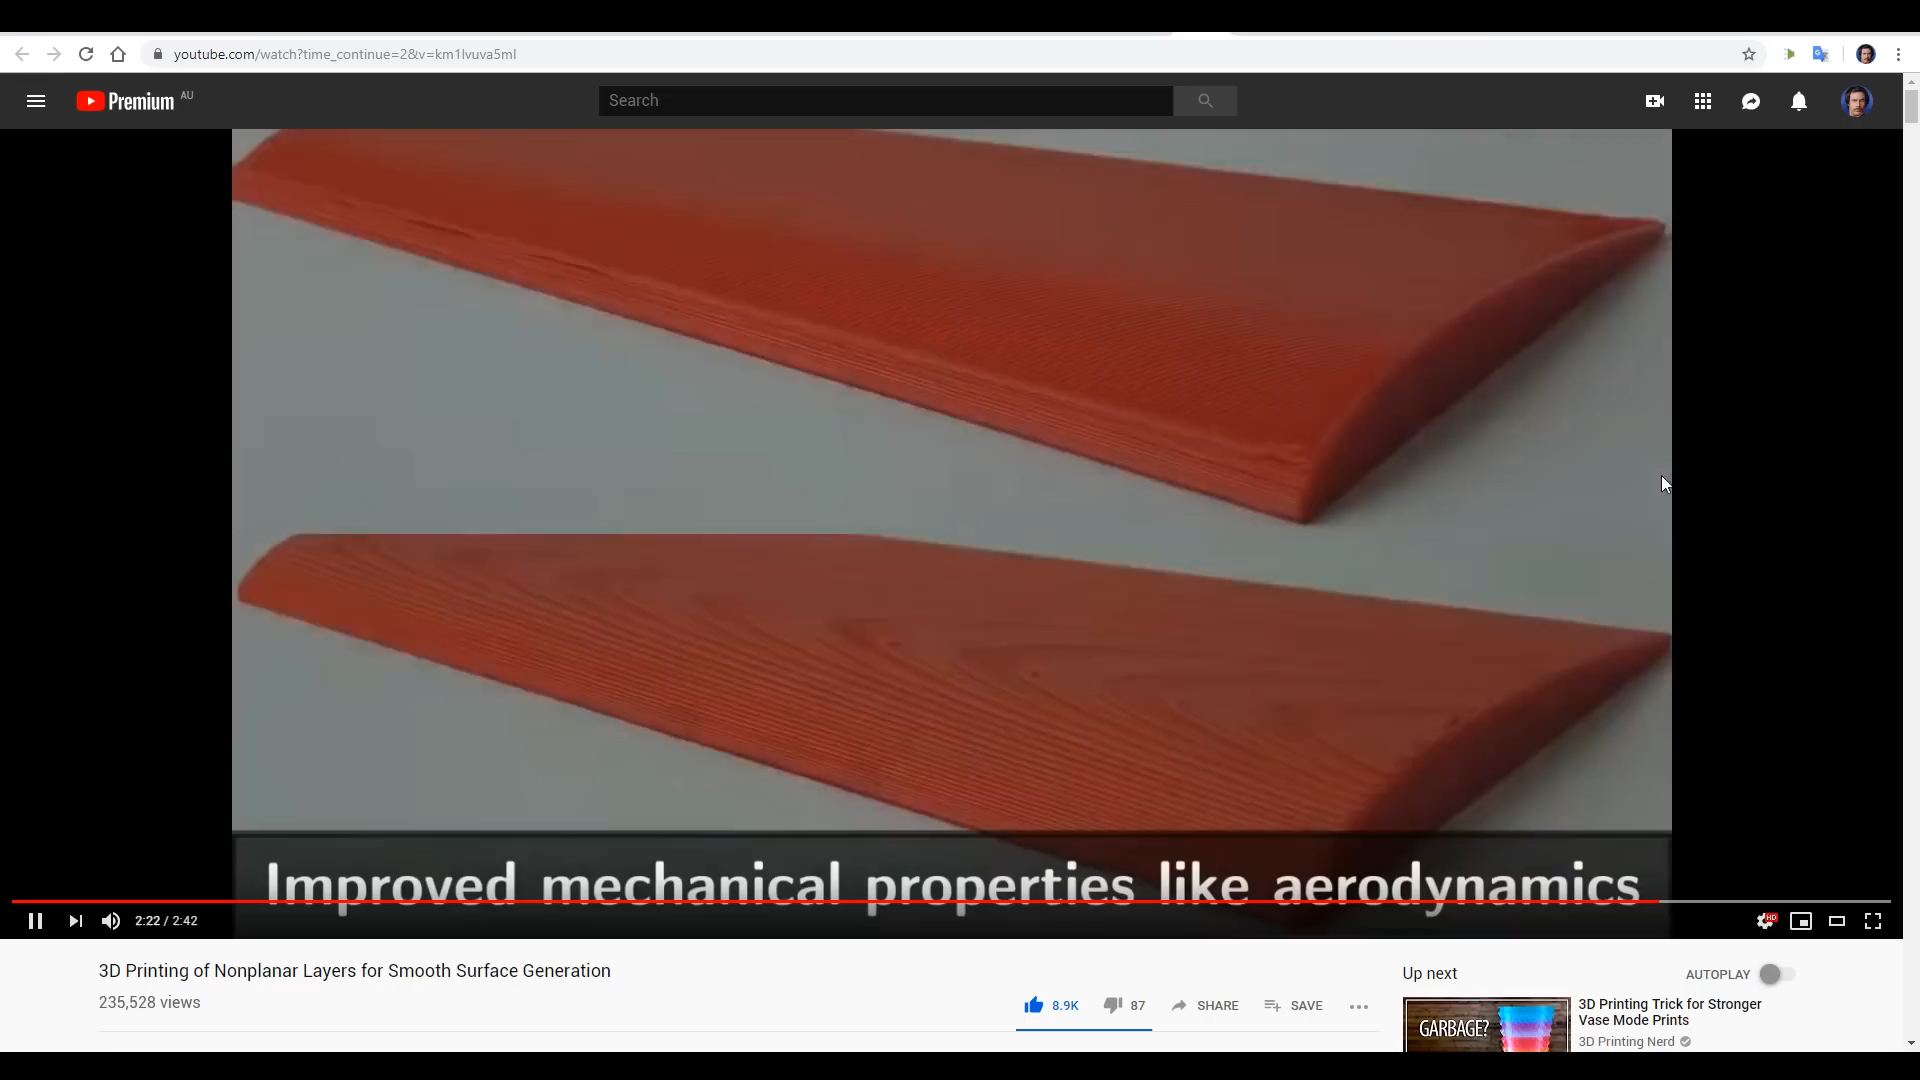 youtube.com/watch?time_continue=2&v=km1lvuva5mI
Premium AU
Search
Improved mechanical properties like aerodynamics
2:22 / 2:42
HD
3D Printing of Nonplanar Layers for Smooth Surface Generation
235,528 views
8.9K
87
SHARE
SAVE
Up next
AUTOPLAY
GARBAGE?
3D Printing Trick for Stronger
Vase Mode Prints
3D Printing Nerd